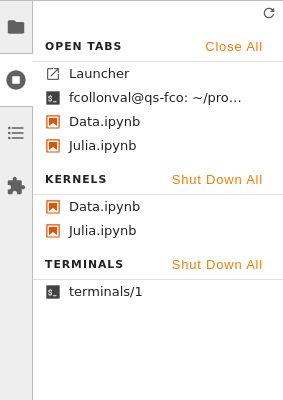 OPEN TABS Close All
Launcher
fcollonval@qs-fco: ~/pro...
Data.ipynb
Julia.ipynb
KERNELS Shut Down All
Data.ipynb
Julia.ipynb
TERMINALS Shut Down All
terminals/1